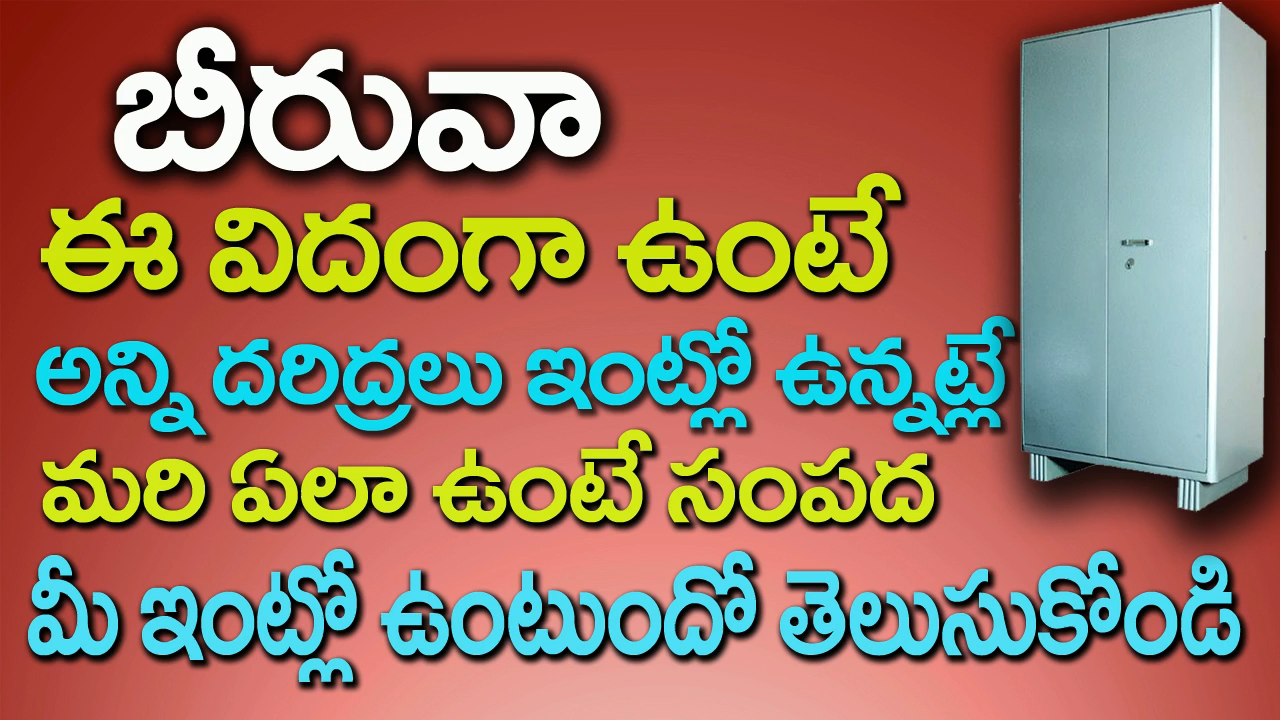 బీరువా
ఈ విదంగా ఉంటే
అన్ని దరిద్రలు ఇంట్లో ఉన్నట్లే
మరి ఏలా ఉంటే సంపద
మీ ఇంట్లో ఉంటుందో తెలుసుకోండి